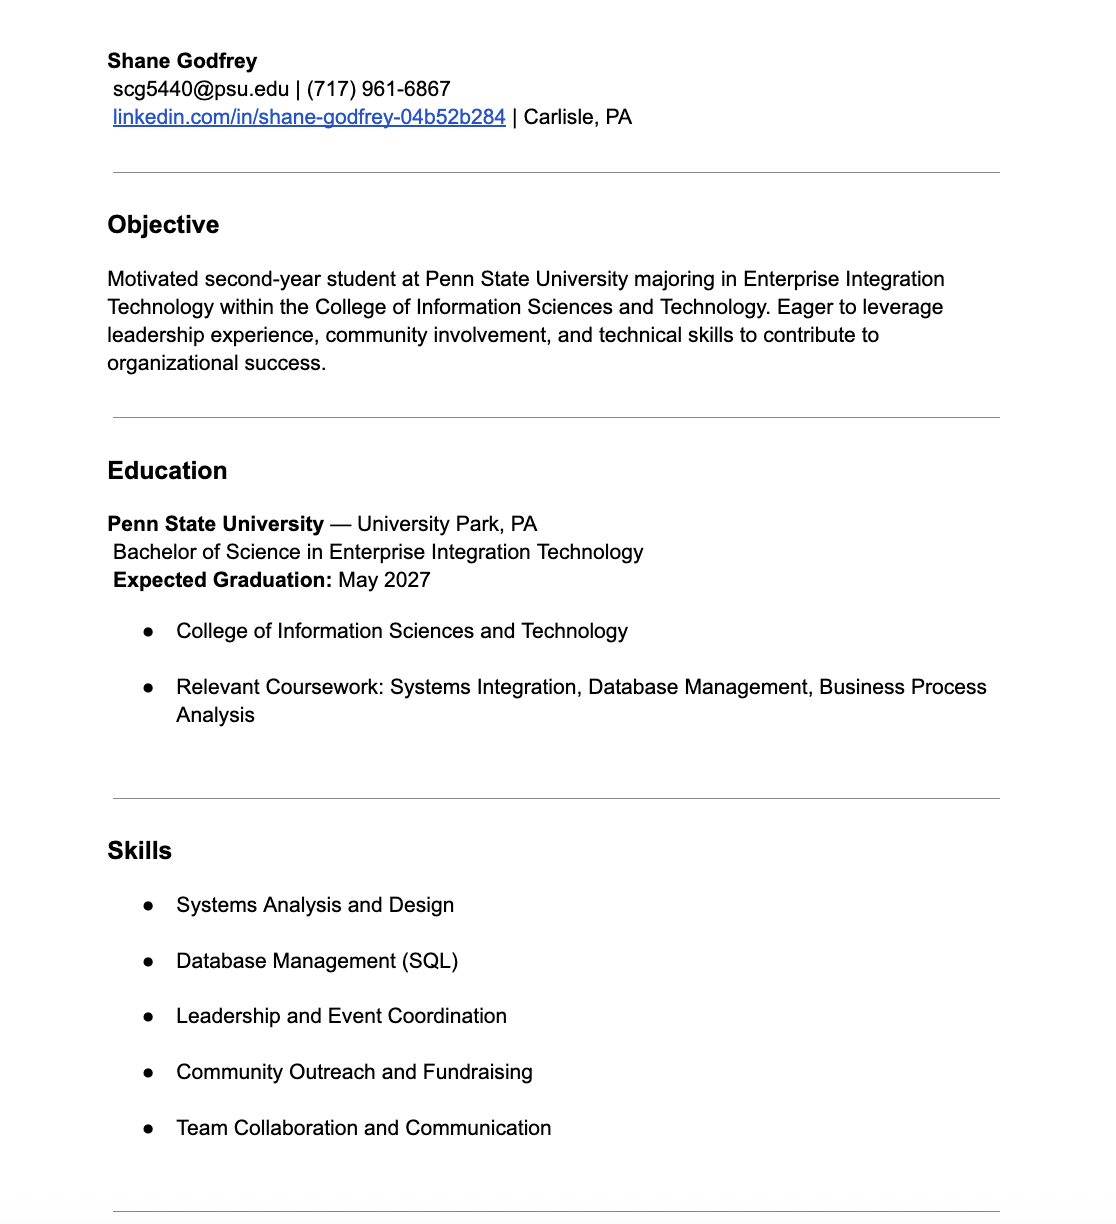 Shane Godfrey
scg5440@psu.edu | (717) 961-6867
linkedin.com/in/shane-godfrey-04b52b284 | Carlisle, PA
Objective
Motivated second-year student at Penn State University majoring in Enterprise Integration
Technology within the College of Information Sciences and Technology. Eager to leverage
leadership experience, community involvement, and technical skills to contribute to
organizational success.
Education
Penn State University — University Park, PA
Bachelor of Science in Enterprise Integration Technology
Expected Graduation: May 2027
● College of Information Sciences and Technology
● Relevant Coursework: Systems Integration, Database Management, Business Process
Analysis
Skills
● Systems Analysis and Design
● Database Management (SQL)
● Leadership and Event Coordination
● Community Outreach and Fundraising
● Team Collaboration and Communication